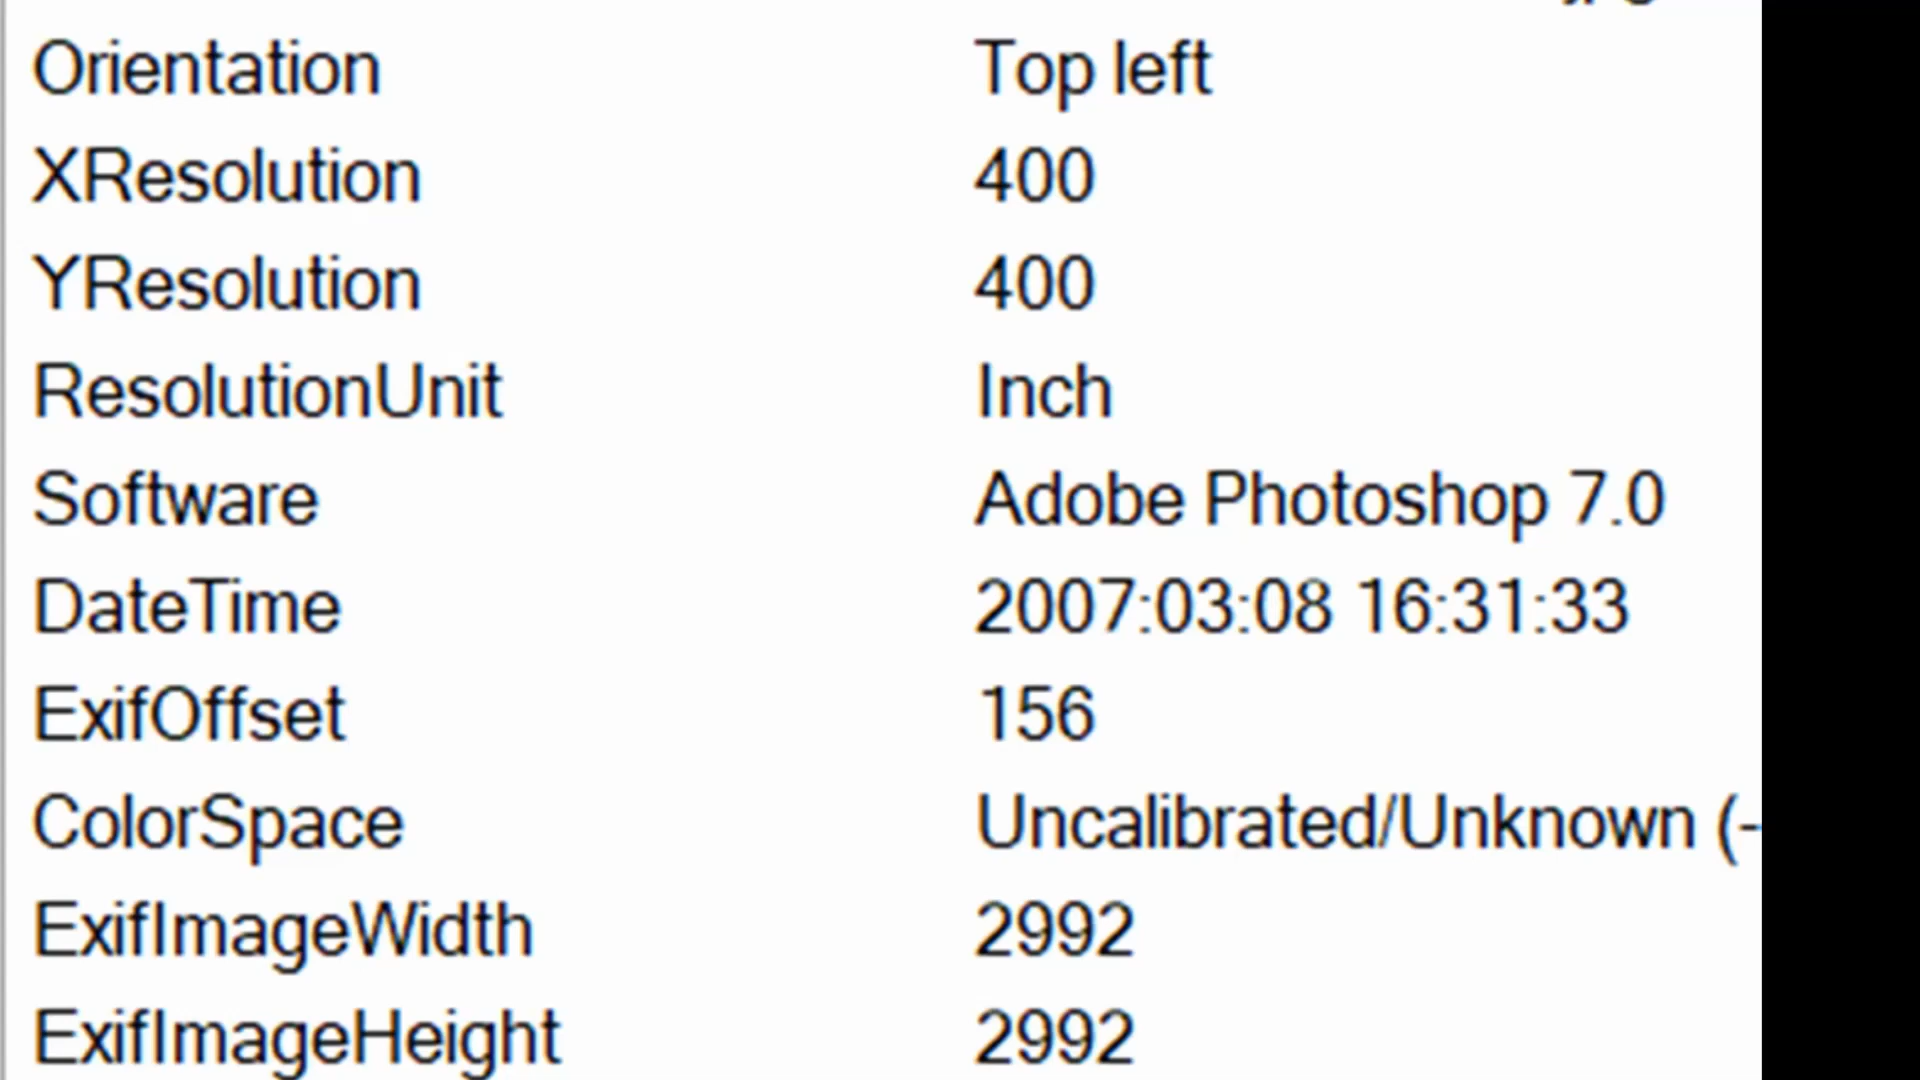 Orientation Top left
XResolution 400
YResolution 400
ResolutionUnit Inch
Software Adobe Photoshop 7.0
DateTime 2007:03:08 16:31:33
ExifOffset 156
ColorSpace Uncalibrated/Unknown (-
ExifImageWidth 2992
ExifImageHeight 2992